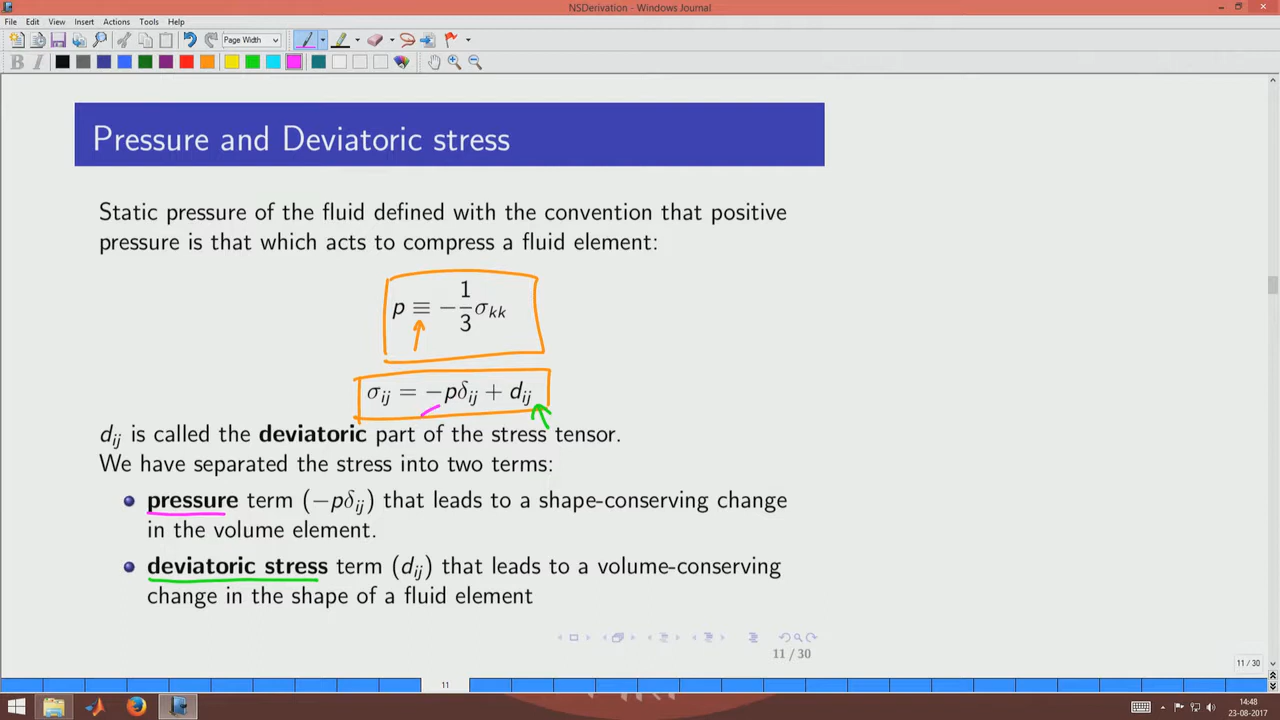 NSDerivation - Windows Journal
File Edit View Insert Actions Tools Help
Page Width
B I
Pressure and Deviatoric stress
Static pressure of the fluid defined with the convention that positive
pressure is that which acts to compress a fluid element:
p ≡ −1/3 σkk
σij = −pδij + dij
dij is called the deviatoric part of the stress tensor.
We have separated the stress into two terms:
pressure term (−pδij) that leads to a shape-conserving change
in the volume element.
deviatoric stress term (dij) that leads to a volume-conserving
change in the shape of a fluid element
11 / 30
11 / 30
11
14:48
23-08-2017